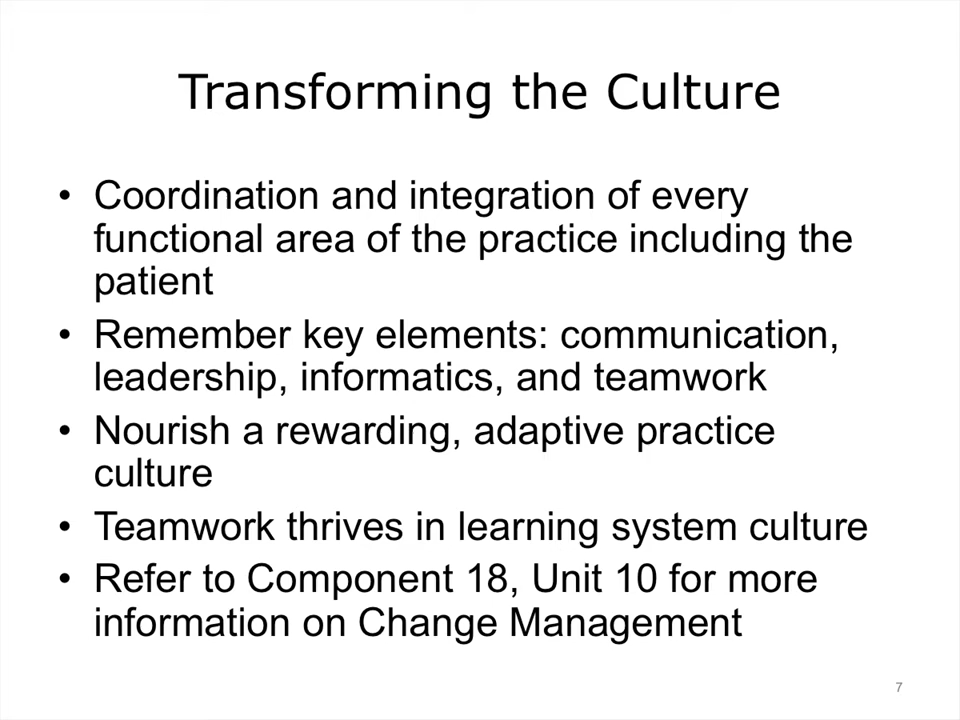 Transforming the Culture
• Coordination and integration of every
functional area of the practice including the
patient
• Remember key elements: communication,
leadership, informatics, and teamwork
• Nourish a rewarding, adaptive practice
culture
• Teamwork thrives in learning system culture
• Refer to Component 18, Unit 10 for more
information on Change Management
7